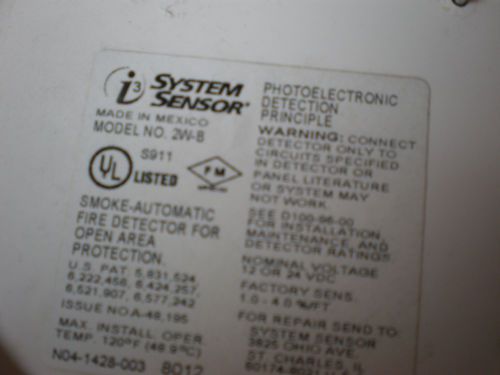 i3 SYSTEM
SENSOR
MADE IN MEXICO
MODEL NO. 2W-B
S911
UL LISTED
FM
SMOKE-AUTOMATIC
FIRE DETECTOR FOR
OPEN AREA
PROTECTION.
U.S. PAT. 5,831,524
6,222,456, 6,424,257,
6,521,907, 6,577,242
ISSUE NO.A-48,195
MAX. INSTALL. OPER.
TEMP. 120°F (48.9°C)
N04-1428-003 8012
PHOTOELECTRONIC
DETECTION
PRINCIPLE
WARNING: CONNECT
DETECTOR ONLY TO
CIRCUITS SPECIFIED
IN DETECTOR OR
PANEL LITERATURE
OR SYSTEM MAY
NOT WORK.
SEE D100-96-00
FOR INSTALLATION,
MAINTENANCE, AND
DETECTOR RATINGS.
NOMINAL VOLTAGE
12 OR 24 VDC
FACTORY SENS.
1.0 - 4.0 %/FT
FOR REPAIR SEND TO:
SYSTEM SENSOR
3825 OHIO AVE.
ST. CHARLES, IL